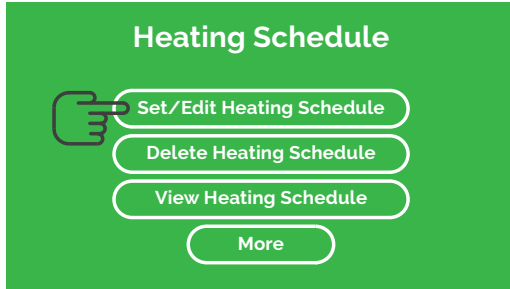 Heating Schedule
Set/Edit Heating Schedule
Delete Heating Schedule
View Heating Schedule
More